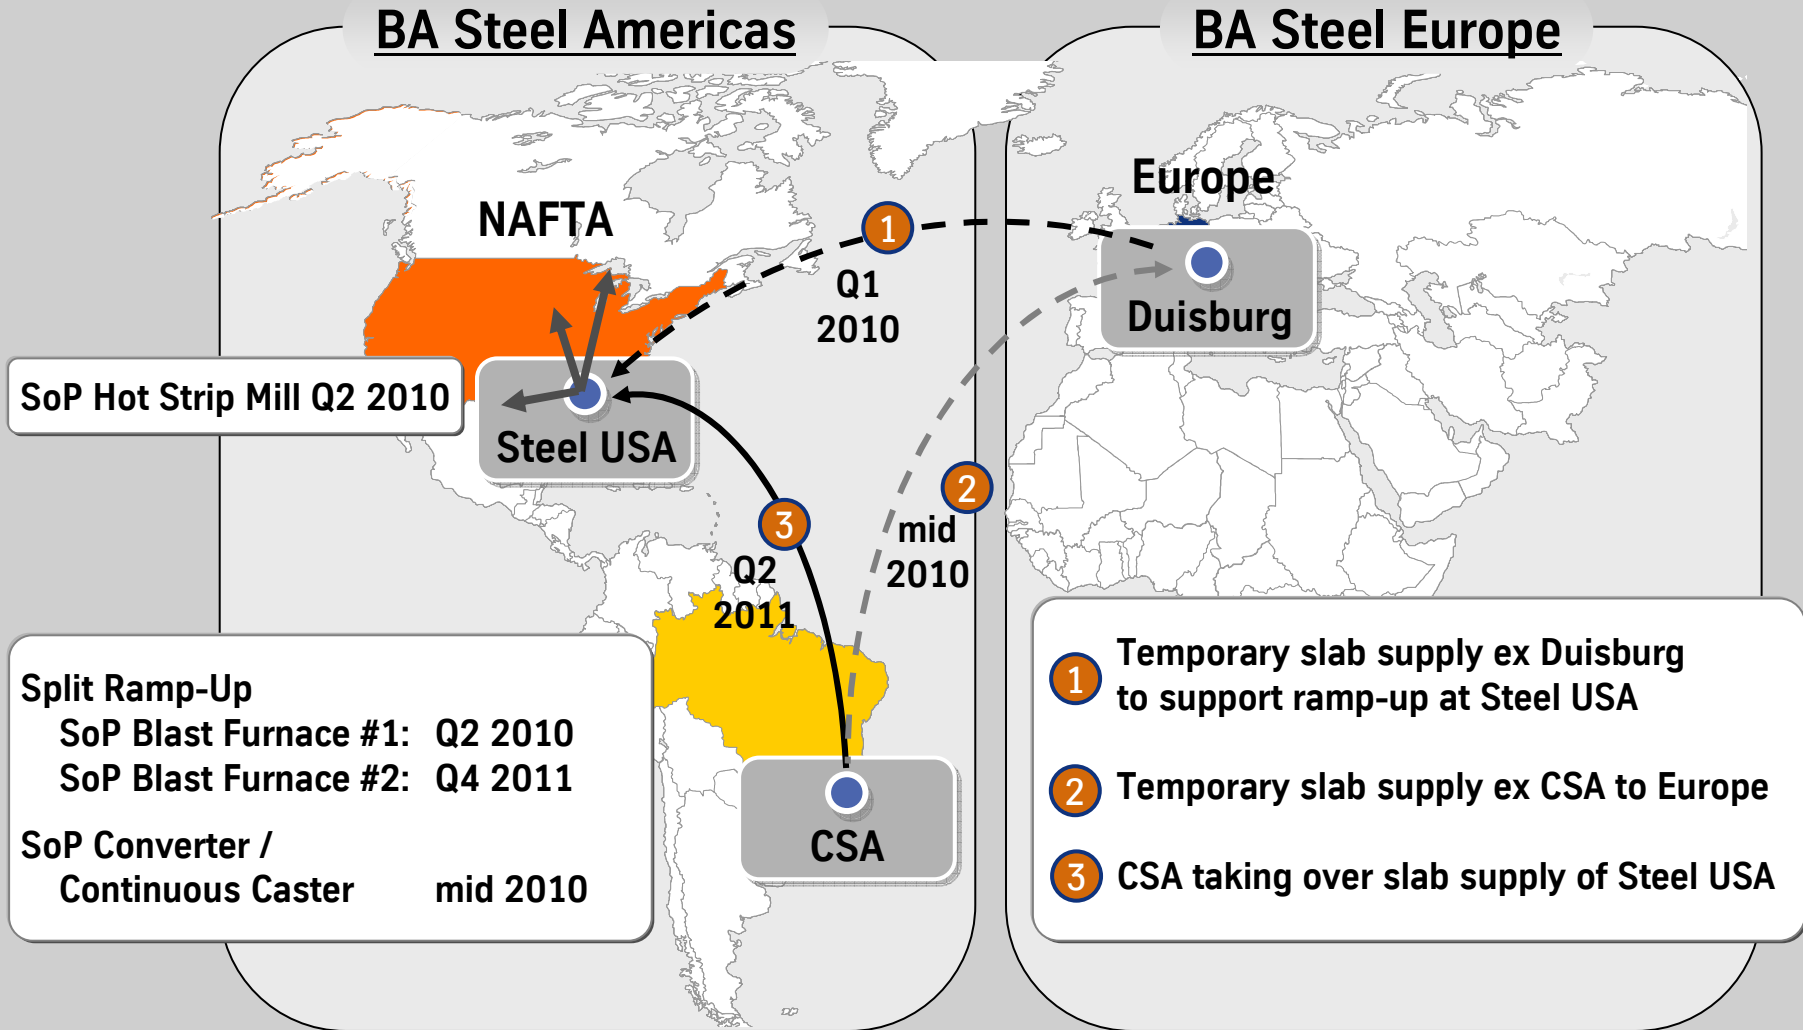 BA Steel Americas
BA Steel Europe
Europe
NAFTA
1
Q1
2010
Duisburg
SoP Hot Strip Mill Q2 2010
Steel USA
2
mid
2010
3
Q2
2011
Split Ramp-Up
SoP Blast Furnace #1: Q2 2010
SoP Blast Furnace #2: Q4 2011
SoP Converter /
Continuous Caster mid 2010
CSA
1 Temporary slab supply ex Duisburg
to support ramp-up at Steel USA
2 Temporary slab supply ex CSA to Europe
3 CSA taking over slab supply of Steel USA